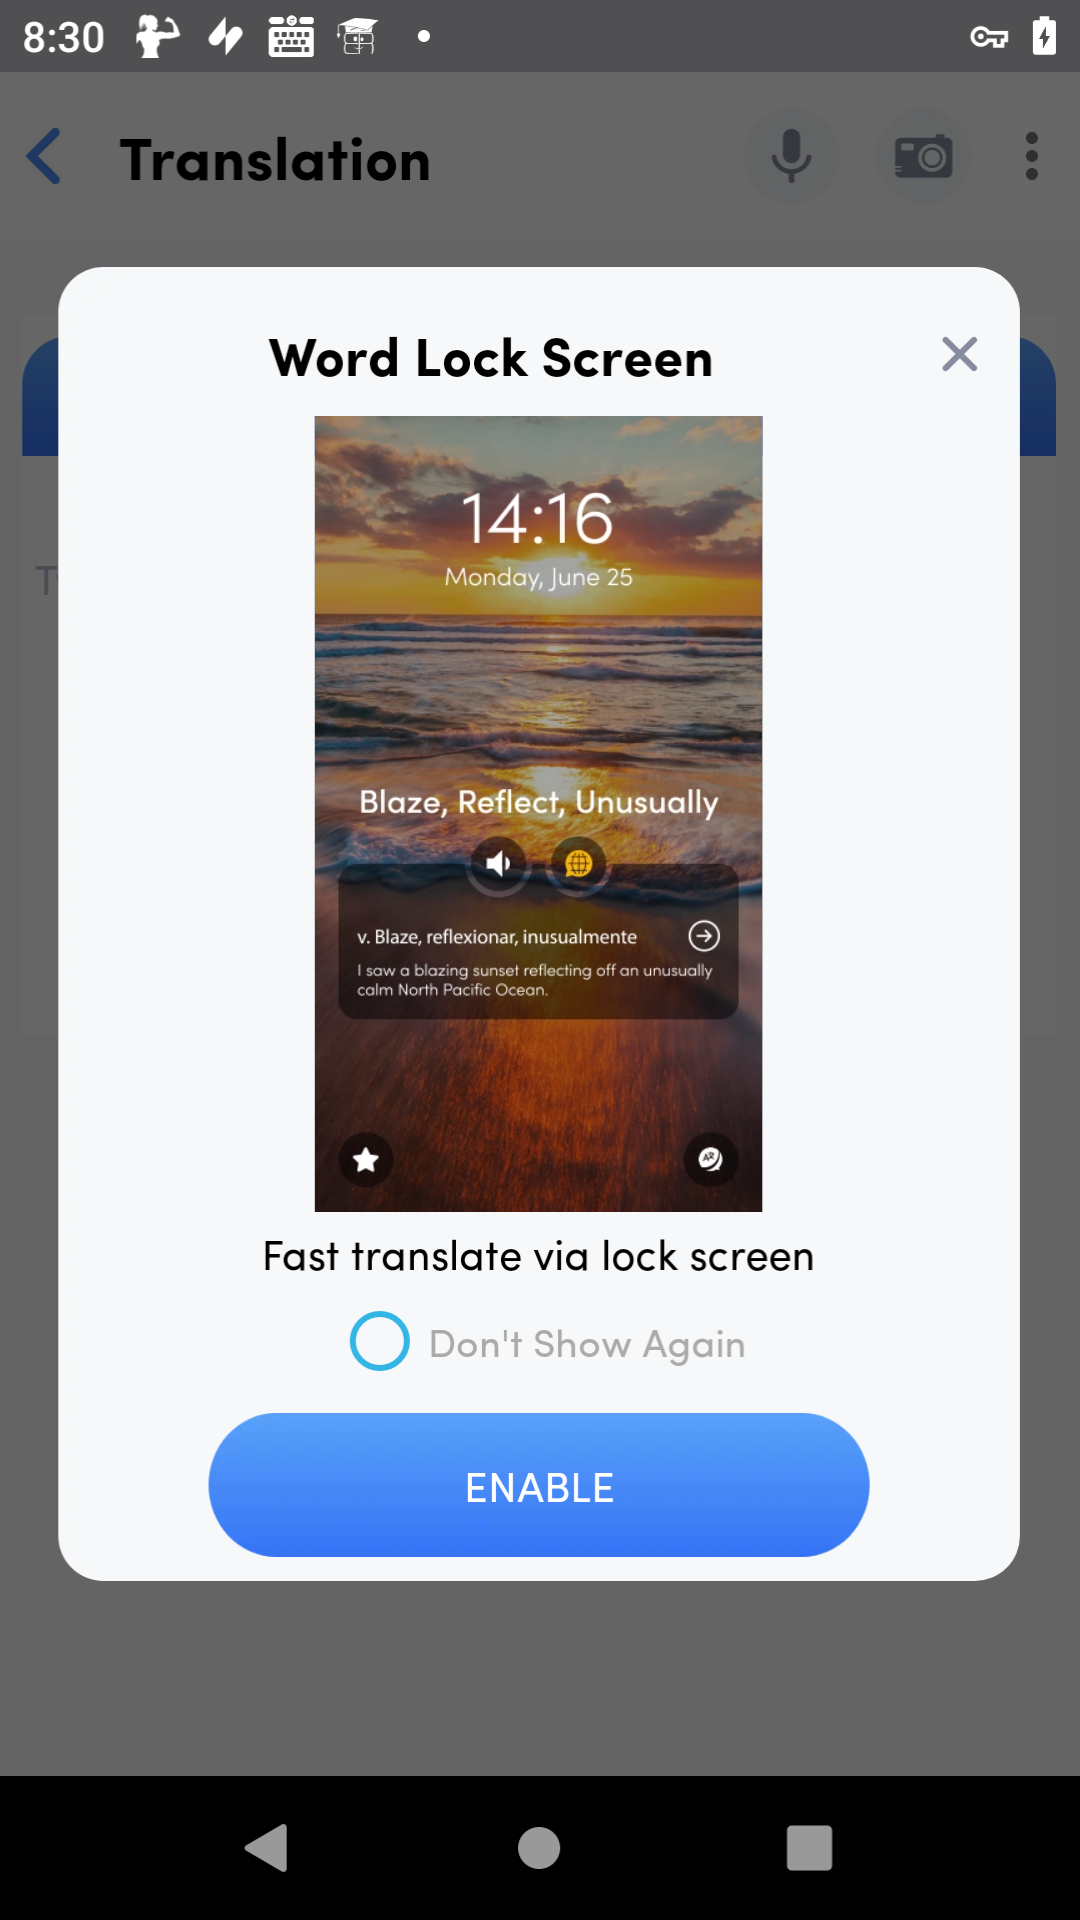 8:30
Translation
Word Lock Screen
14:16
Monday, June 25
Blaze, Reflect, Unusually
v. Blaze, reflexionar, inusualmente
I saw a blazing sunset reflecting off an unusually
calm North Pacific Ocean.
Fast translate via lock screen
Don't Show Again
ENABLE